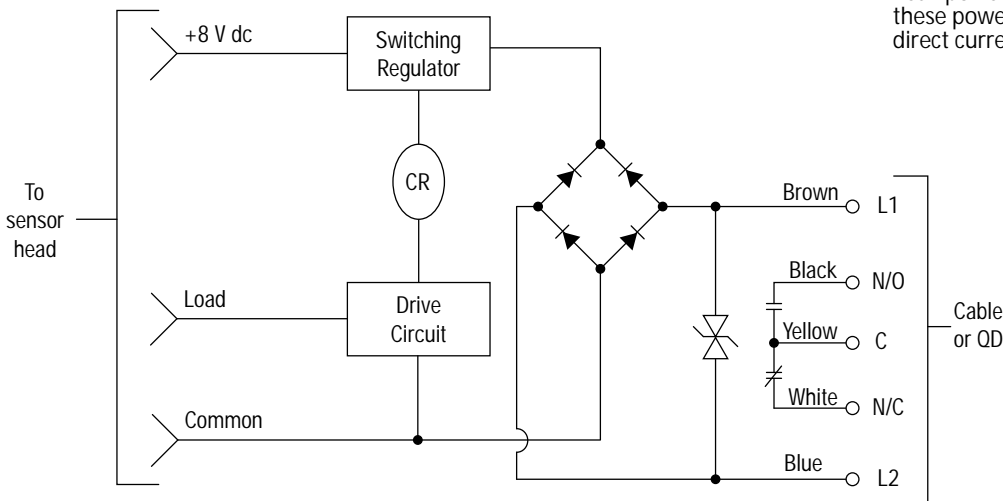 these power
direct curre
+8 V dc
Switching
Regulator
To
sensor
head
CR
Brown
L1
Black
N/O
Load
Drive
Circuit
Yellow
C
Cable
or QD
White
N/C
Common
Blue
L2